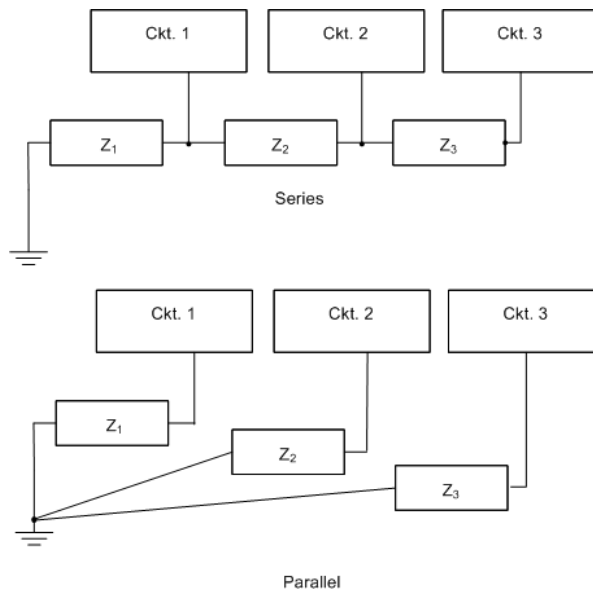 Ckt. 1 Ckt. 2 Ckt. 3
Z₁ Z₂ Z₃
Series
Ckt. 1 Ckt. 2 Ckt. 3
Z₁
Z₂
Z₃
Parallel